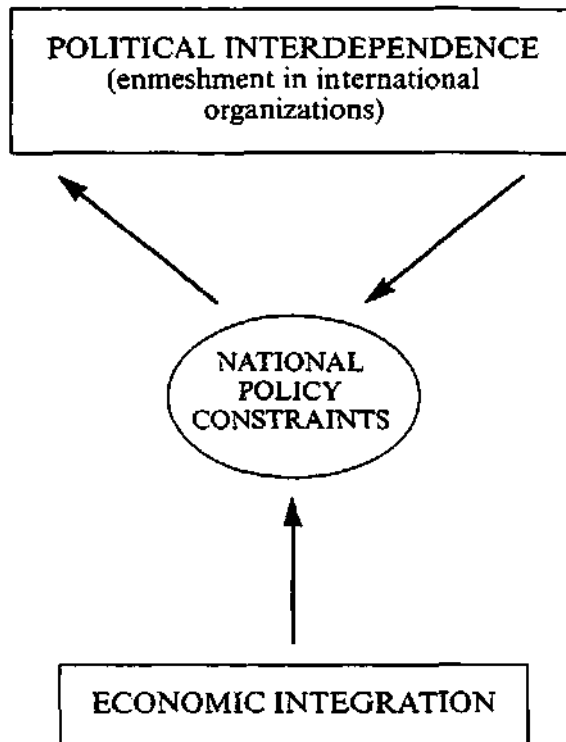 POLITICAL INTERDEPENDENCE
(enmeshment in international
organizations)
NATIONAL
POLICY
CONSTRAINTS
ECONOMIC INTEGRATION